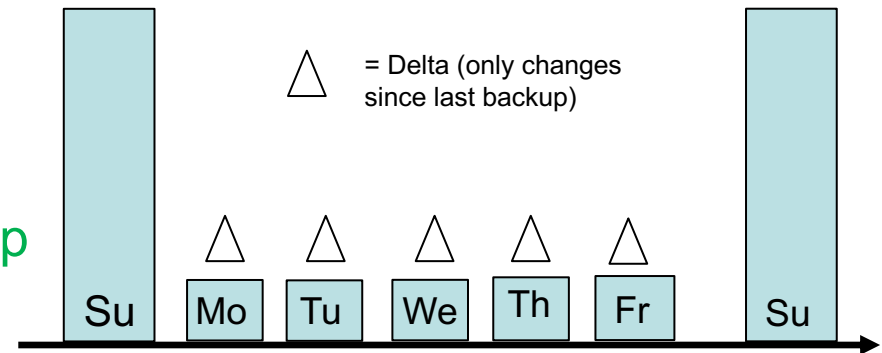 = Delta (only changes
since last backup)
p
Su Mo Tu We Th Fr Su